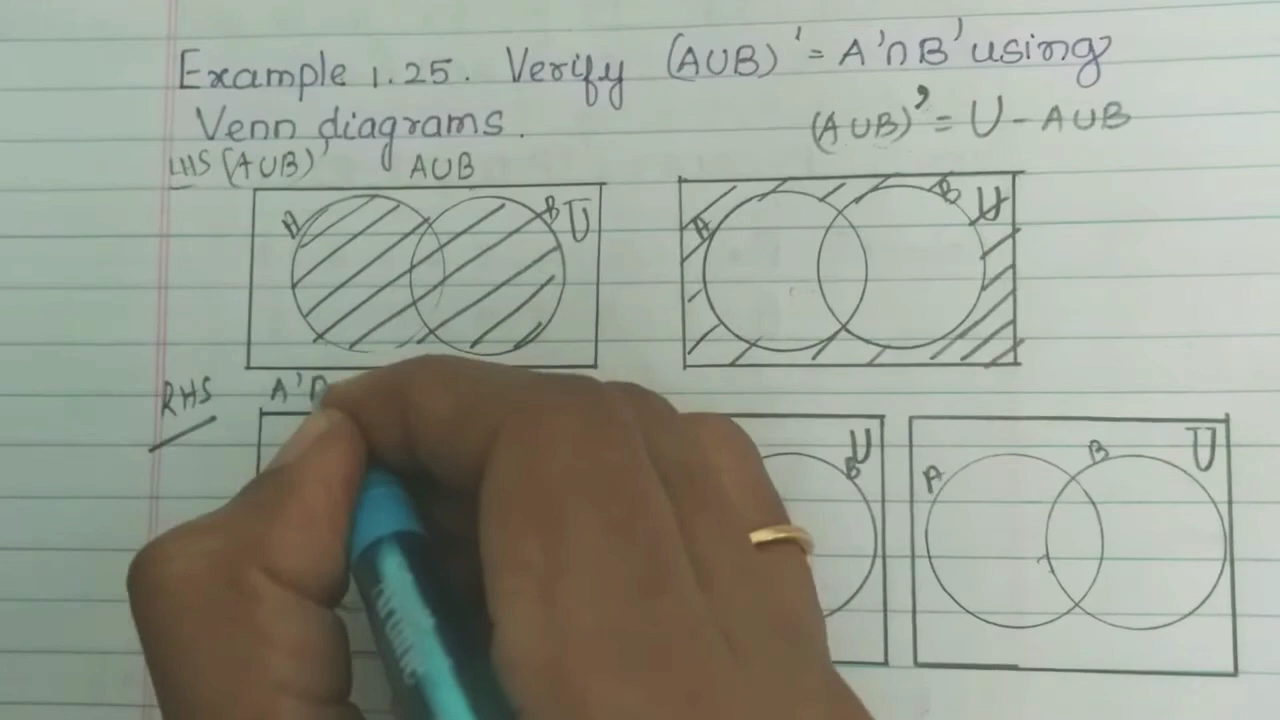 Example 1.25. Verify (A∪B)' = A'∩B' using
Venn diagrams.
(A∪B)' = U - A∪B
LHS (A∪B)' A∪B
A B U
A B U
RHS A'∩
B U
A B U